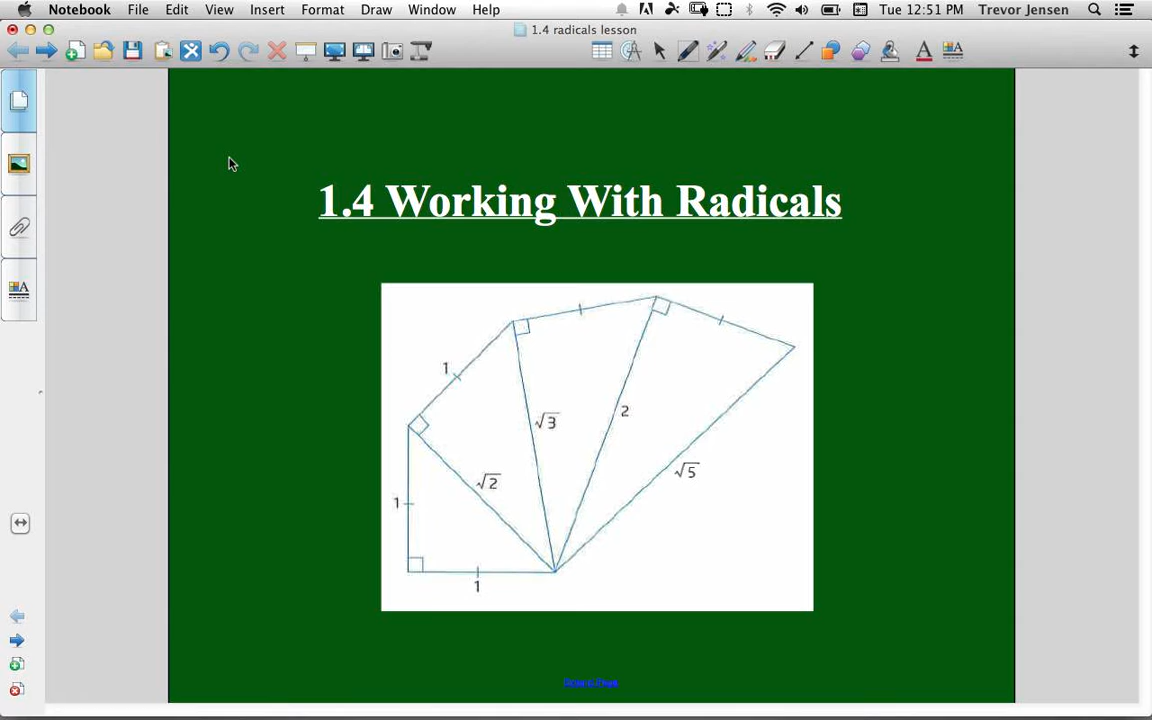 Notebook File Edit View Insert Format Draw Window Help Tue 12:51 PM Trevor Jensen
1.4 radicals lesson
1.4 Working With Radicals
1
√3
2
√5
√2
1
1